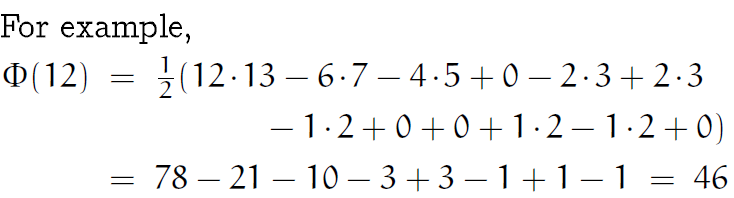 For example,
Φ(12) = ½(12·13 − 6·7 − 4·5 + 0 − 2·3 + 2·3
− 1·2 + 0 + 0 + 1·2 − 1·2 + 0)
= 78 − 21 − 10 − 3 + 3 − 1 + 1 − 1 = 46